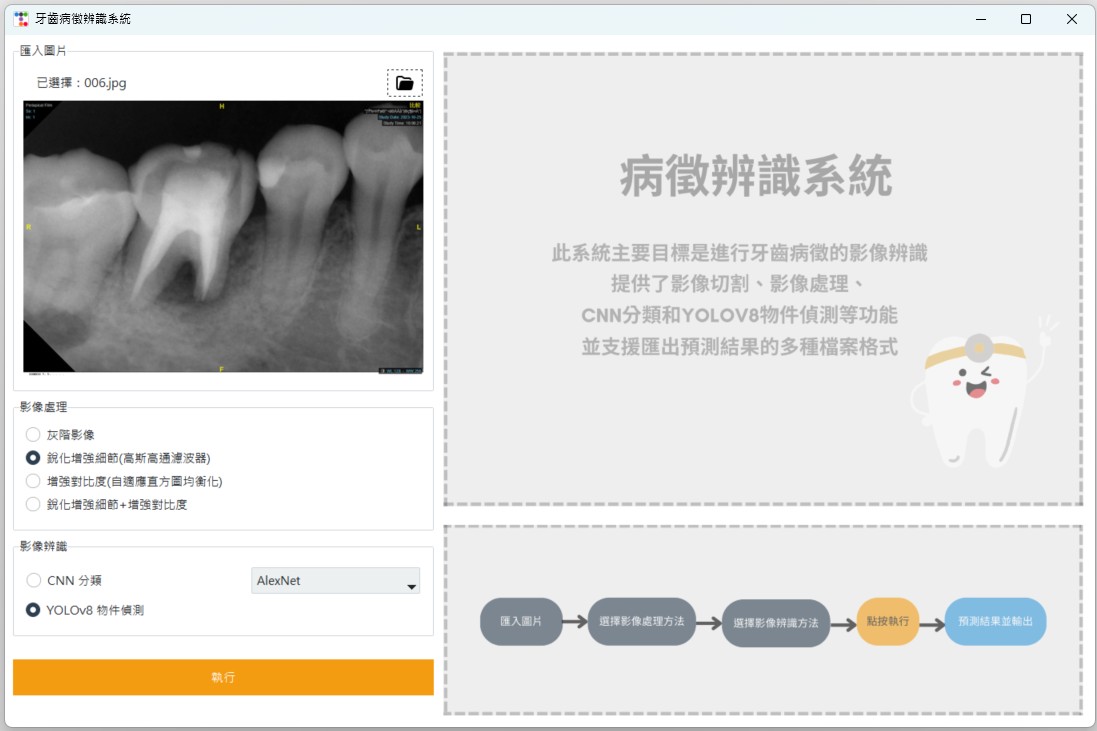 牙齒病徵辨識系統
匯入圖片
已選擇：006.jpg
H
比較
R
L
F
影像處理
灰階影像
銳化增強細節(高斯高通濾波器)
增強對比度(自適應直方圖均衡化)
銳化增強細節+增強對比度
影像辨識
CNN 分類
AlexNet
YOLOv8 物件偵測
執行
病徵辨識系統
此系統主要目標是進行牙齒病徵的影像辨識
提供了影像切割、影像處理、
CNN分類和YOLOV8物件偵測等功能
並支援匯出預測結果的多種檔案格式
匯入圖片
選擇影像處理方法
選擇影像辨識方法
點按執行
預測結果並輸出